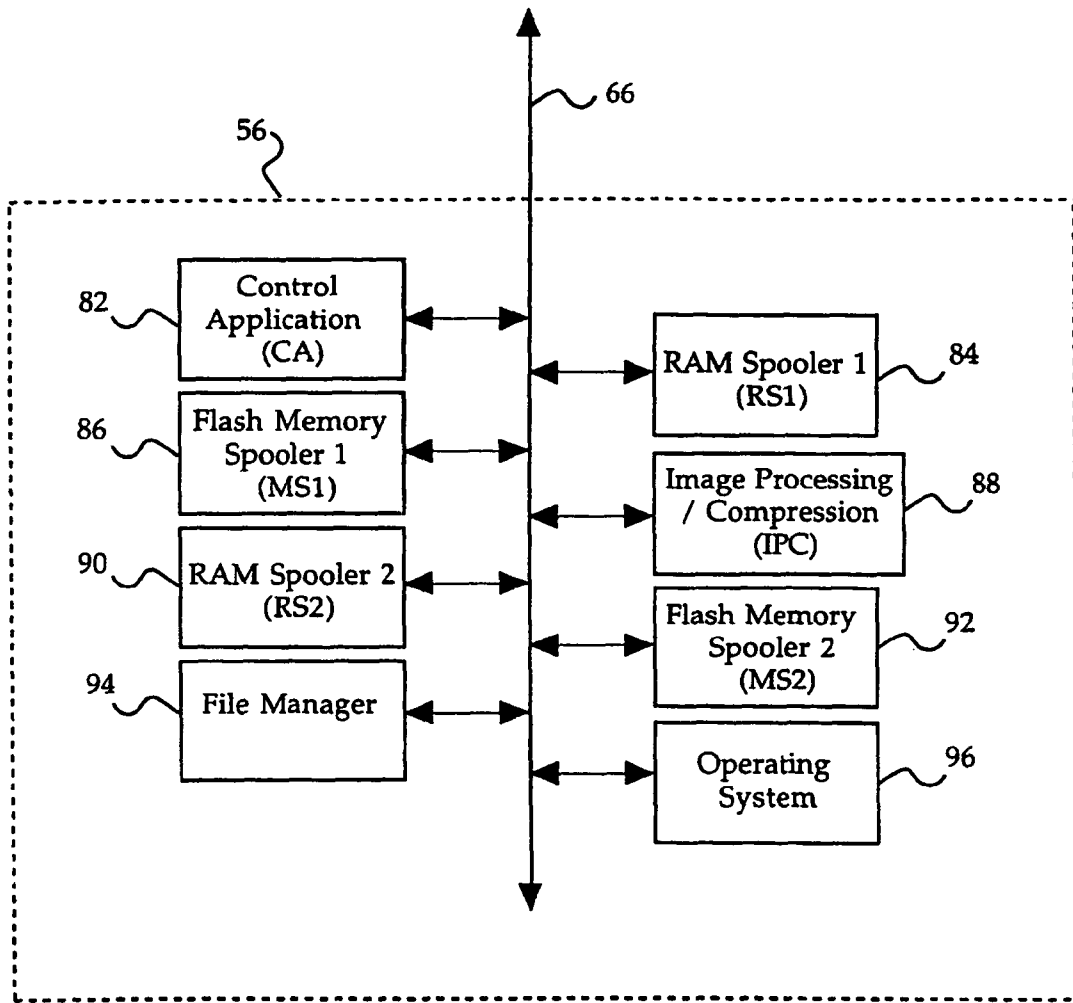 66
56
82
Control
Application
(CA)
RAM Spooler 1
(RS1)
84
86
Flash Memory
Spooler 1
(MS1)
Image Processing
/ Compression
(IPC)
88
90
RAM Spooler 2
(RS2)
Flash Memory
Spooler 2
(MS2)
92
94
File Manager
Operating
System
96